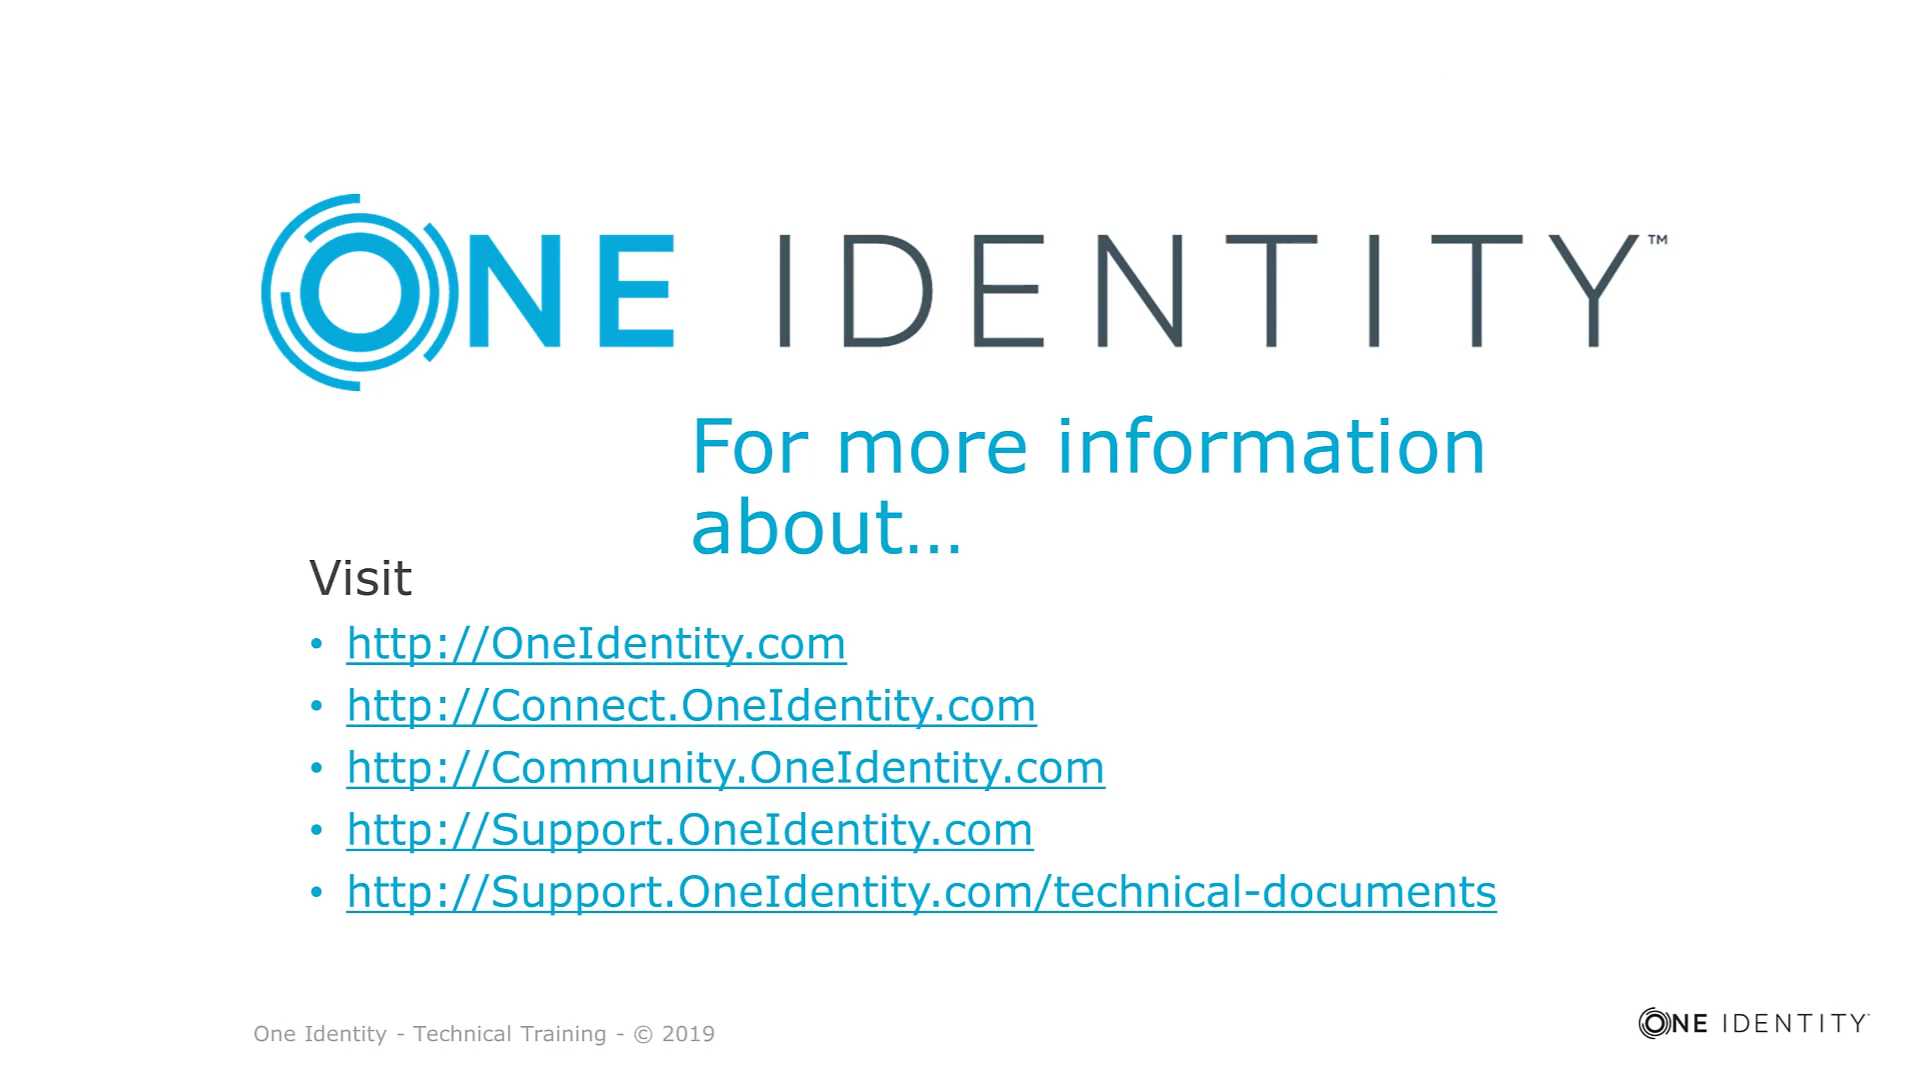 ONE IDENTITY™
For more information
about...
Visit
• http://OneIdentity.com
• http://Connect.OneIdentity.com
• http://Community.OneIdentity.com
• http://Support.OneIdentity.com
• http://Support.OneIdentity.com/technical-documents
One Identity - Technical Training - © 2019
ONE IDENTITY™